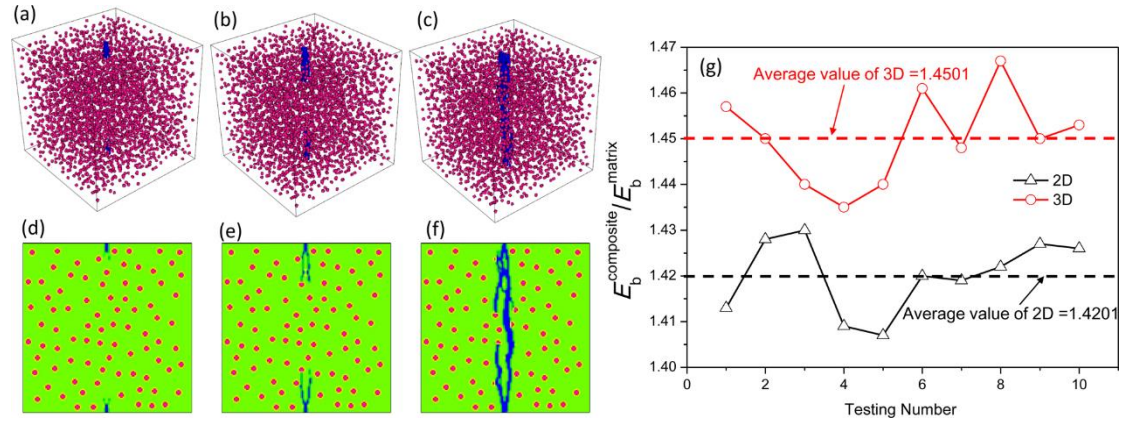 (a)
(b)
(c)
(d)
(e)
(f)
(g)
1.47
1.46
1.45
1.44
1.43
1.42
1.41
1.40
E_b^composite / E_b^matrix
Average value of 3D =1.4501
2D
3D
Average value of 2D =1.4201
0
2
4
6
8
10
Testing Number